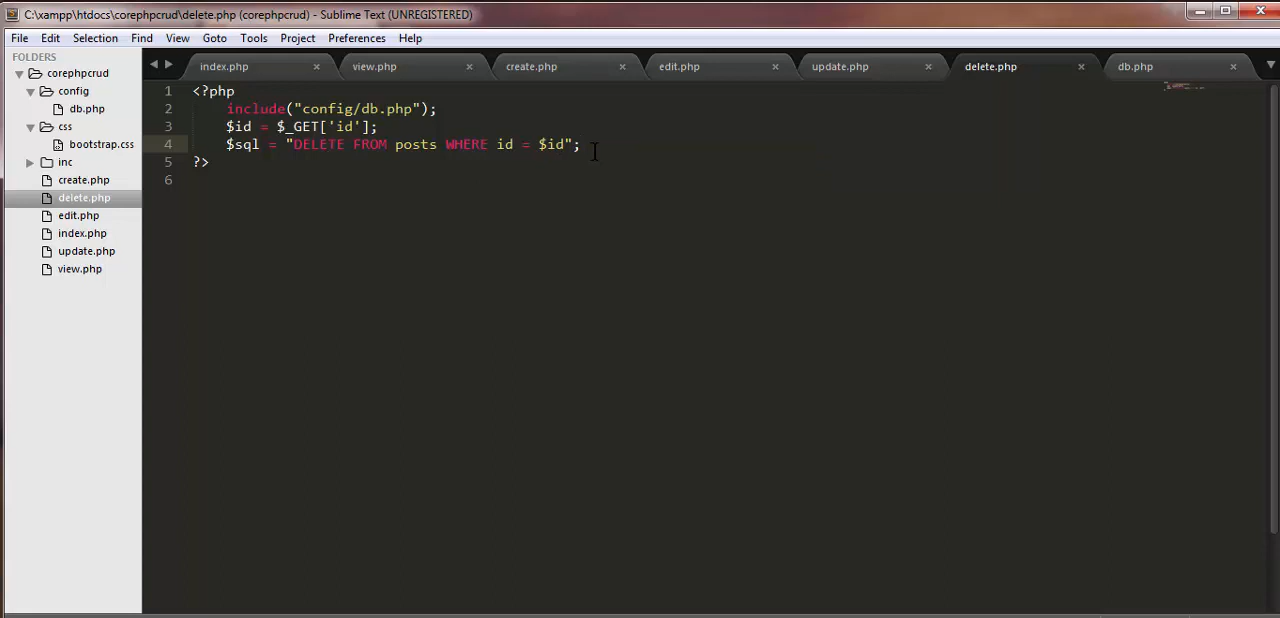 C:\xampp\htdocs\corephpcrud\delete.php (corephpcrud) - Sublime Text (UNREGISTERED)
File Edit Selection Find View Goto Tools Project Preferences Help
FOLDERS
corephpcrud
config
db.php
css
bootstrap.css
inc
create.php
delete.php
edit.php
index.php
update.php
view.php
index.php view.php create.php edit.php update.php delete.php db.php
1 <?php
2 include("config/db.php");
3 $id = $_GET['id'];
4 $sql = "DELETE FROM posts WHERE id = $id";
5 ?>
6